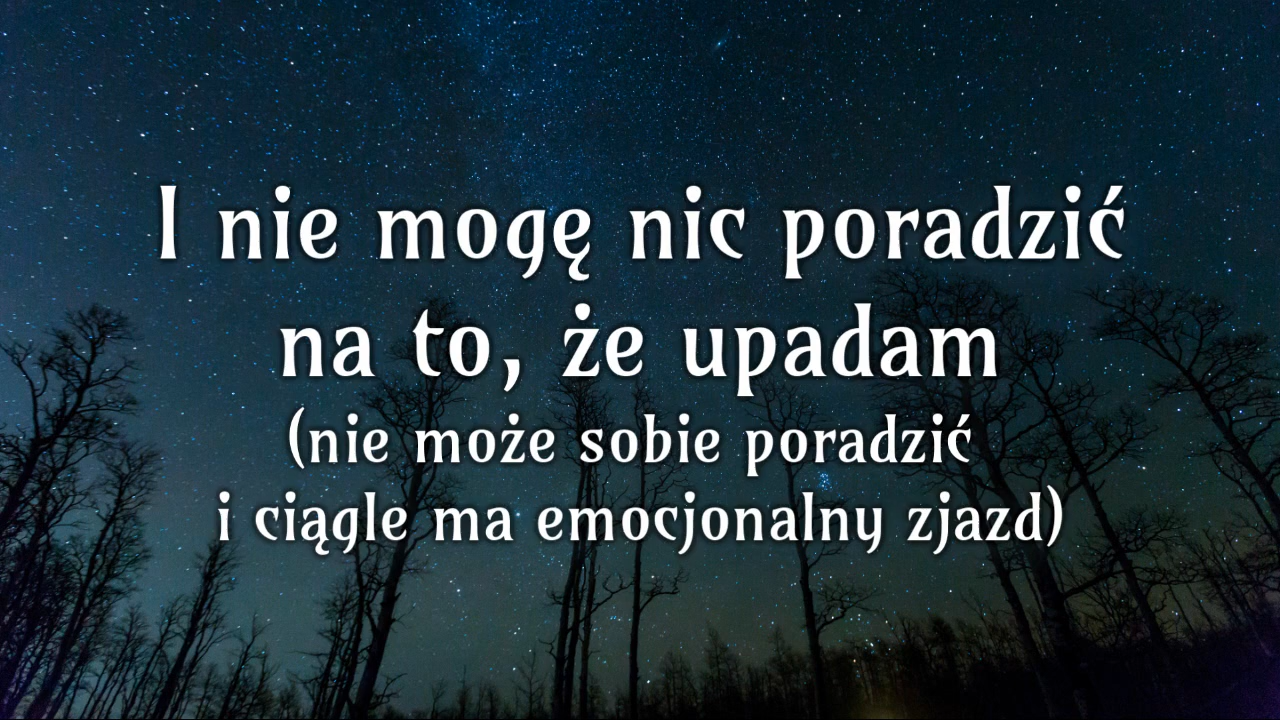 I nie mogę nic poradzić
na to, że upadam
(nie może sobie poradzić
i ciągle ma emocjonalny zjazd)